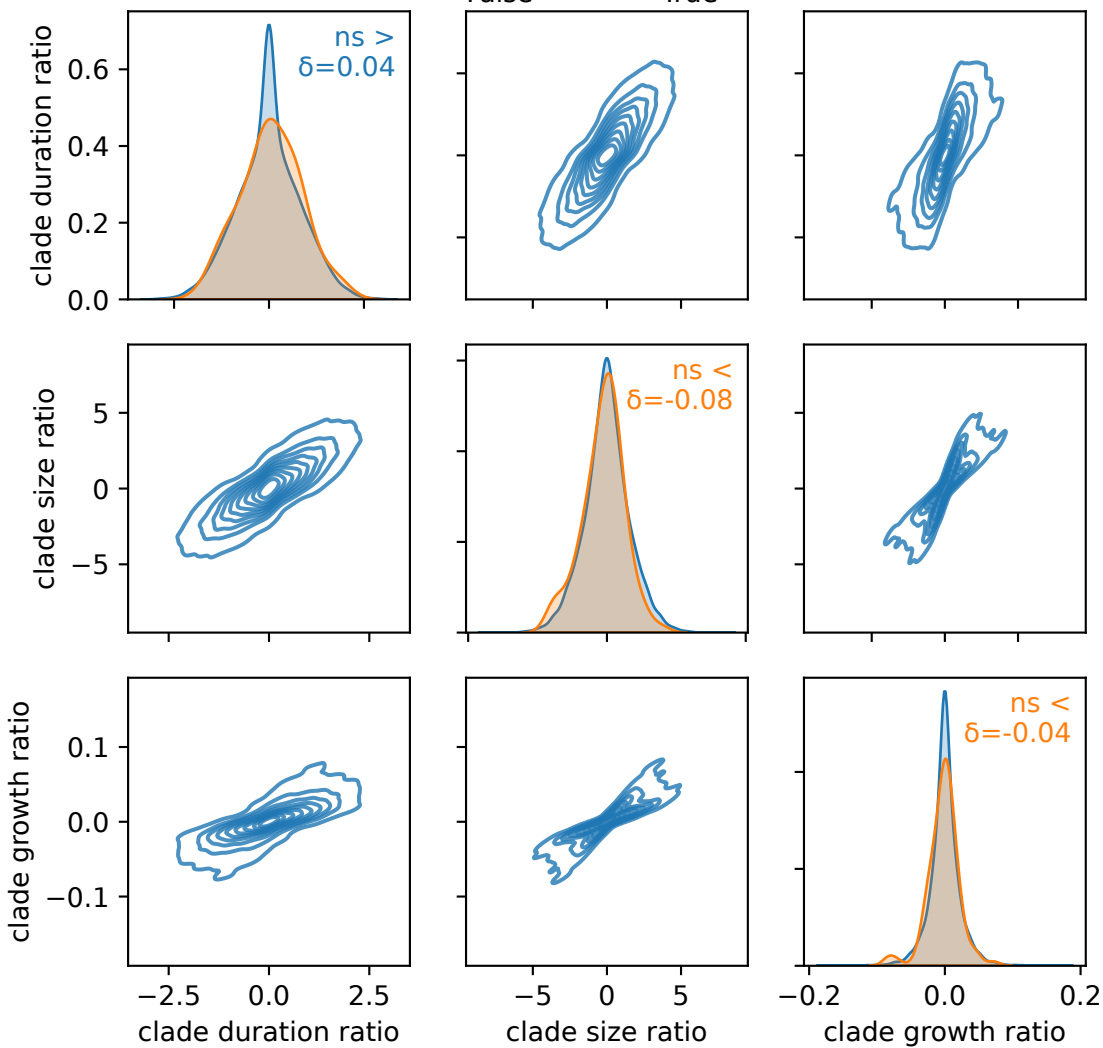 ns >
δ=0.04
clade duration ratio
0.6
0.4
0.2
0.0
ns <
δ=-0.08
clade size ratio
5
0
−5
ns <
δ=-0.04
clade growth ratio
0.1
0.0
−0.1
−2.5 0.0 2.5
−5 0 5
−0.2 0.0 0.2
clade duration ratio
clade size ratio
clade growth ratio